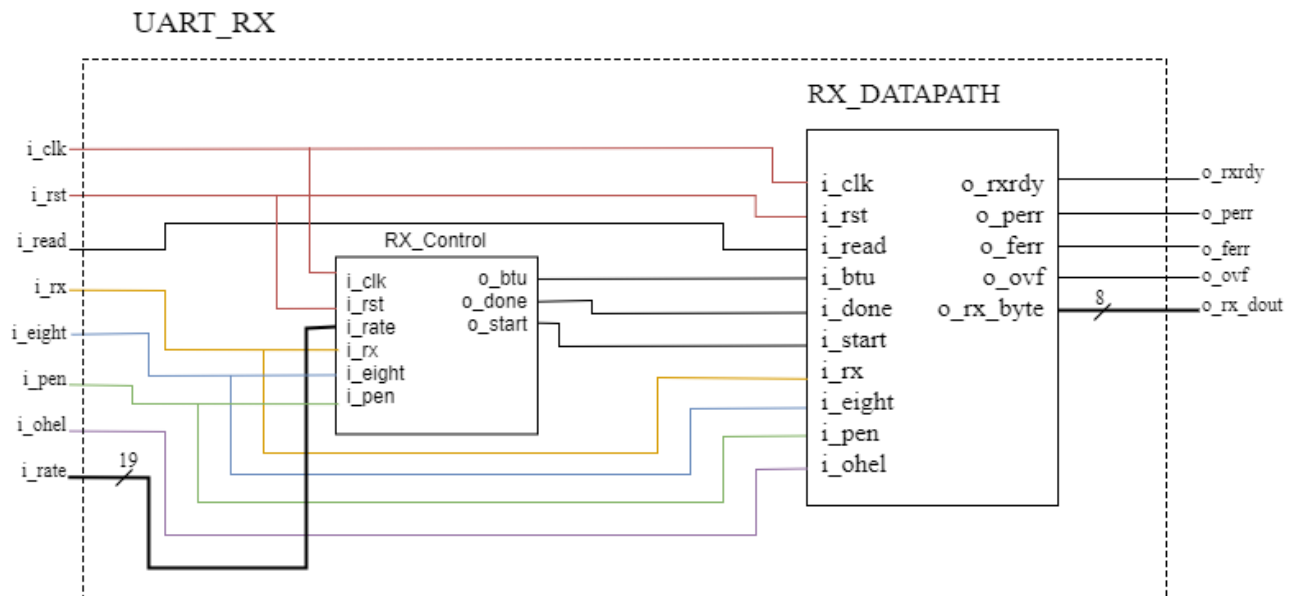 UART_RX
RX_DATAPATH
i_clk
i_rst
i_read
i_rx
i_eight
i_pen
i_ohel
i_rate
19
RX_Control
i_clk
i_rst
i_rate
i_rx
i_eight
i_pen
o_btu
o_done
o_start
i_clk
i_rst
i_read
i_btu
i_done
i_start
i_rx
i_eight
i_pen
i_ohel
o_rxrdy
o_perr
o_ferr
o_ovf
o_rx_byte
8
o_rxrdy
o_perr
o_ferr
o_ovf
o_rx_dout